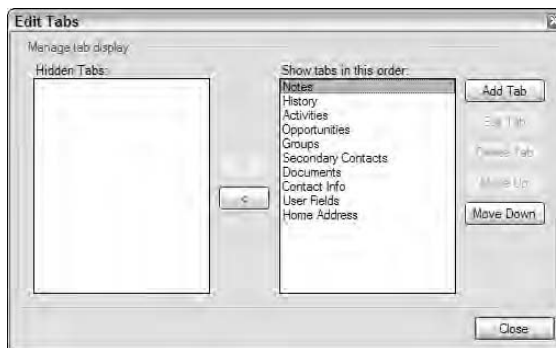 Edit Tabs
Manage tab display
Hidden Tabs:
Show tabs in this order:
Notes
History
Activities
Opportunities
Groups
Secondary Contacts
Documents
Contact Info
User Fields
Home Address
<
Add Tab
Edit Tab
Delete Tab
Move Up
Move Down
Close